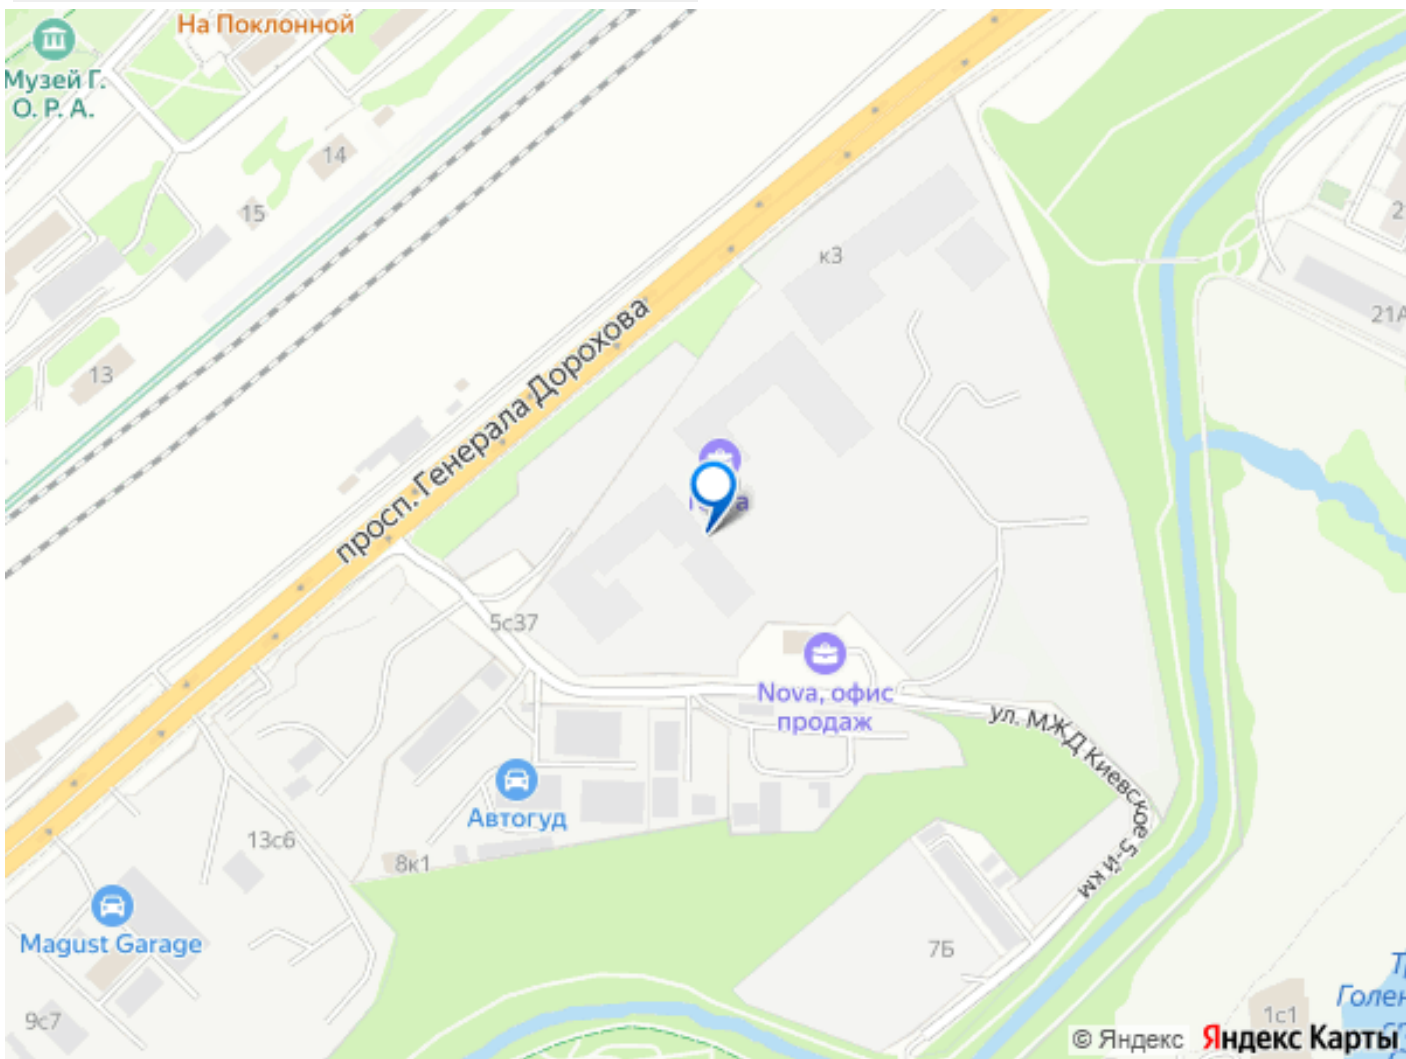 На Поклонной
Музей Г.
О. Р. А.
14
15
13
к3
21А
просп. Генерала Дорохова
5с37
Nova, офис
продаж
ул. МЖД Киевское 5-й км
Автогуд
13с6
8к1
Magust Garage
7Б
9с7
1с1
Голен
© Яндекс
Яндекс Карты